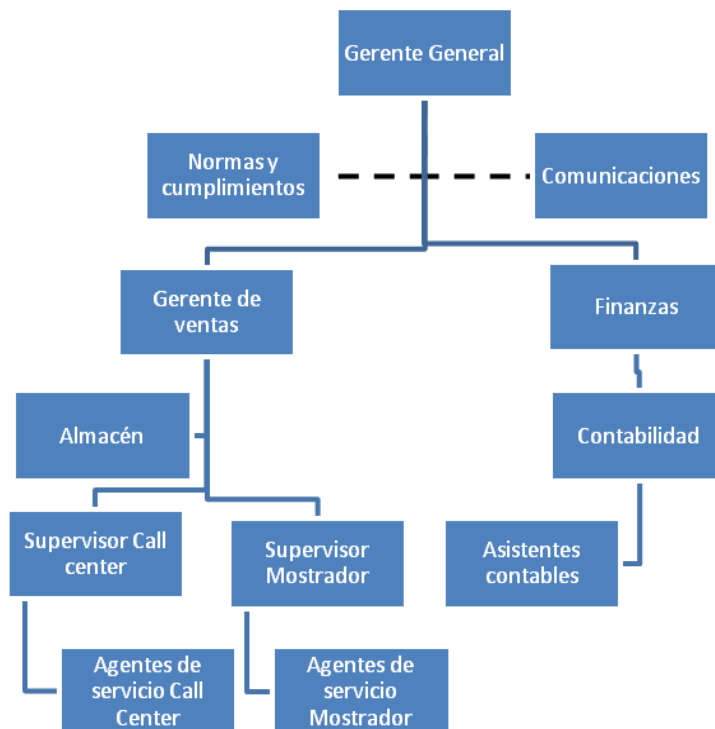 Gerente General
Normas y
cumplimientos
Comunicaciones
Gerente de
ventas
Finanzas
Almacén
Contabilidad
Supervisor Call
center
Supervisor
Mostrador
Asistentes
contables
Agentes de
servicio Call
Center
Agentes de
servicio
Mostrador